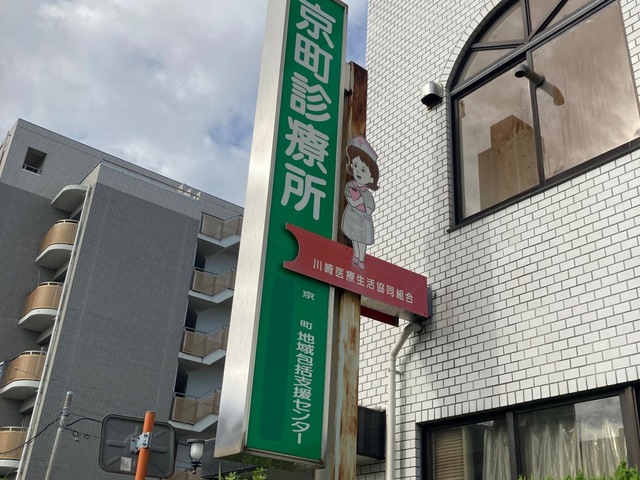 京町診療所
川崎医療生活協同組合
京町
地域包括支援センター